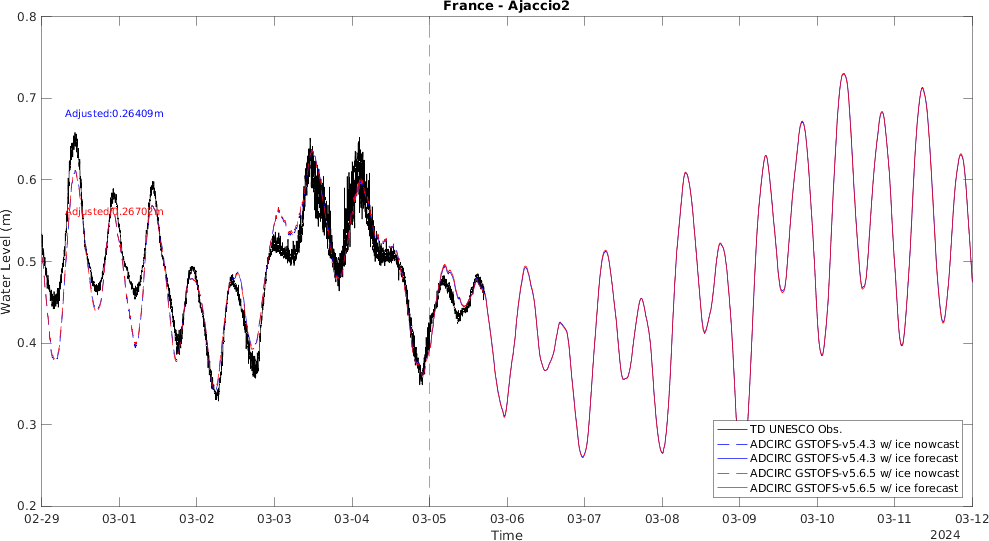 France - Ajaccio2
0.8
0.7
0.6
0.5
0.4
0.3
0.2
Water Level (m)
Adjusted:0.26409m
Adjusted:0.26702m
TD UNESCO Obs.
ADCIRC GSTOFS-v5.4.3 w/ ice nowcast
ADCIRC GSTOFS-v5.4.3 w/ ice forecast
ADCIRC GSTOFS-v5.6.5 w/ ice nowcast
ADCIRC GSTOFS-v5.6.5 w/ ice forecast
02-29 03-01 03-02 03-03 03-04 03-05 03-06 03-07 03-08 03-09 03-10 03-11 03-12
Time
2024